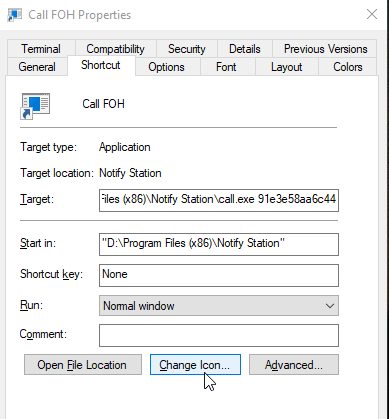 Call FOH Properties
Terminal Compatibility Security Details Previous Versions
General Shortcut Options Font Layout Colors
Call FOH
Target type: Application
Target location: Notify Station
Target: Files (x86)\Notify Station\call.exe 91e3e58aa6c44
Start in: "D:\Program Files (x86)\Notify Station"
Shortcut key: None
Run: Normal window
Comment:
Open File Location Change Icon... Advanced...